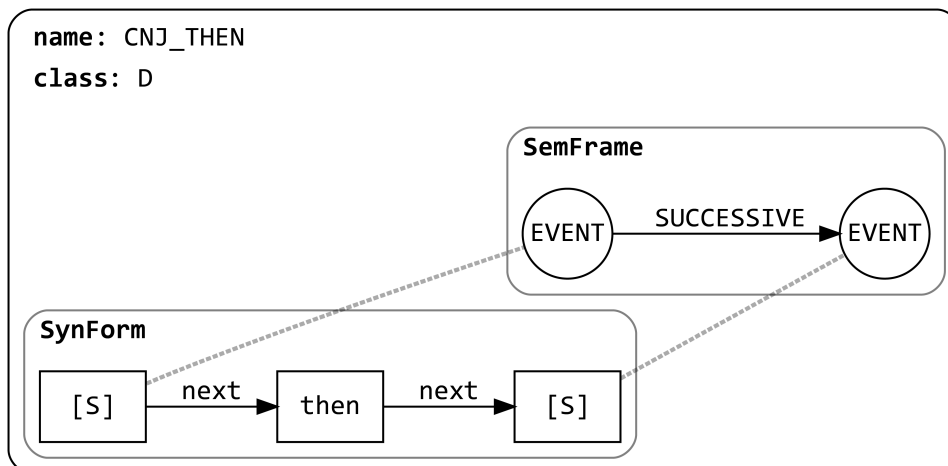 name: CNJ_THEN
class: D
SemFrame
EVENT
SUCCESSIVE
EVENT
SynForm
[S]
next
then
next
[S]